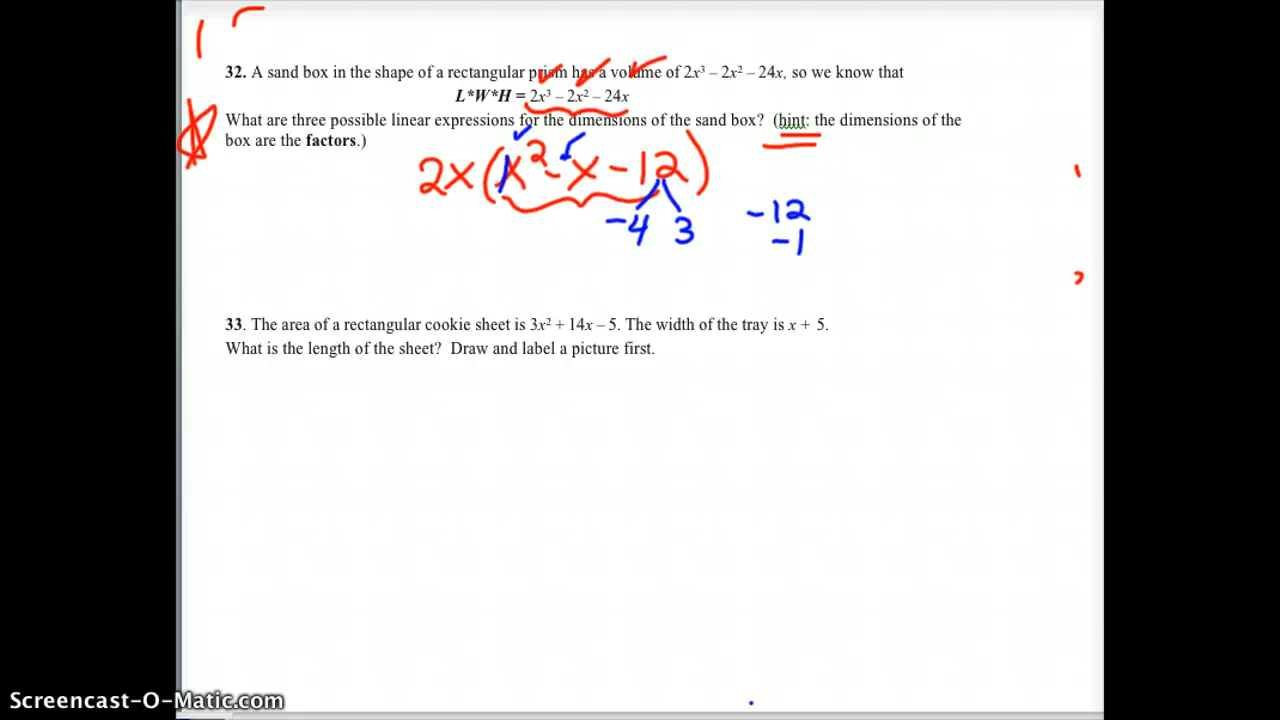 32. A sand box in the shape of a rectangular prism has a volume of 2x³ – 2x² – 24x, so we know that
L*W*H = 2x³ – 2x² – 24x
What are three possible linear expressions for the dimensions of the sand box? (hint: the dimensions of the
box are the factors.)
2x(x² - x - 12)
-4 3
-12
-1
33. The area of a rectangular cookie sheet is 3x² + 14x – 5. The width of the tray is x + 5.
What is the length of the sheet? Draw and label a picture first.
Screencast-O-Matic.com